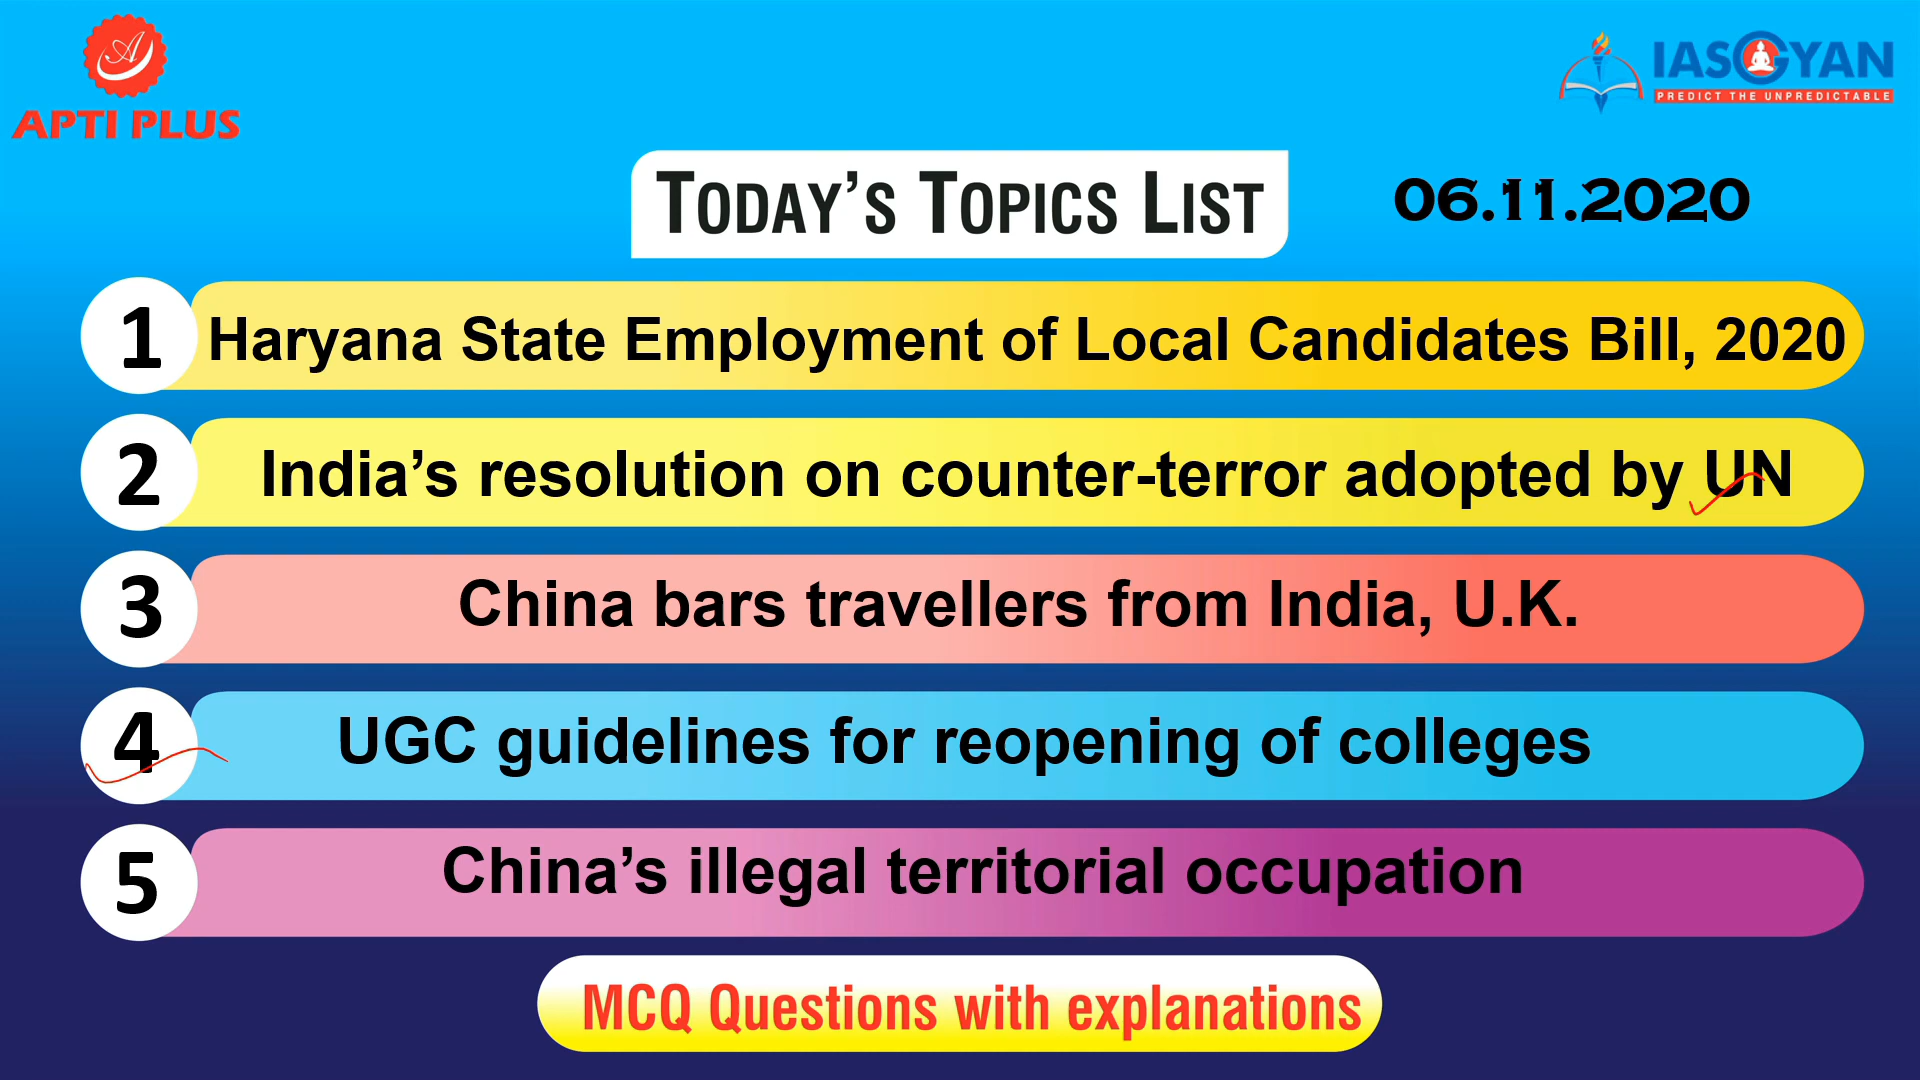 A
APTI PLUS
IASGYAN
PREDICT THE UNPREDICTABLE
TODAY'S TOPICS LIST
06.11.2020
1 Haryana State Employment of Local Candidates Bill, 2020
2 India's resolution on counter-terror adopted by UN
3 China bars travellers from India, U.K.
4 UGC guidelines for reopening of colleges
5 China's illegal territorial occupation
MCQ Questions with explanations